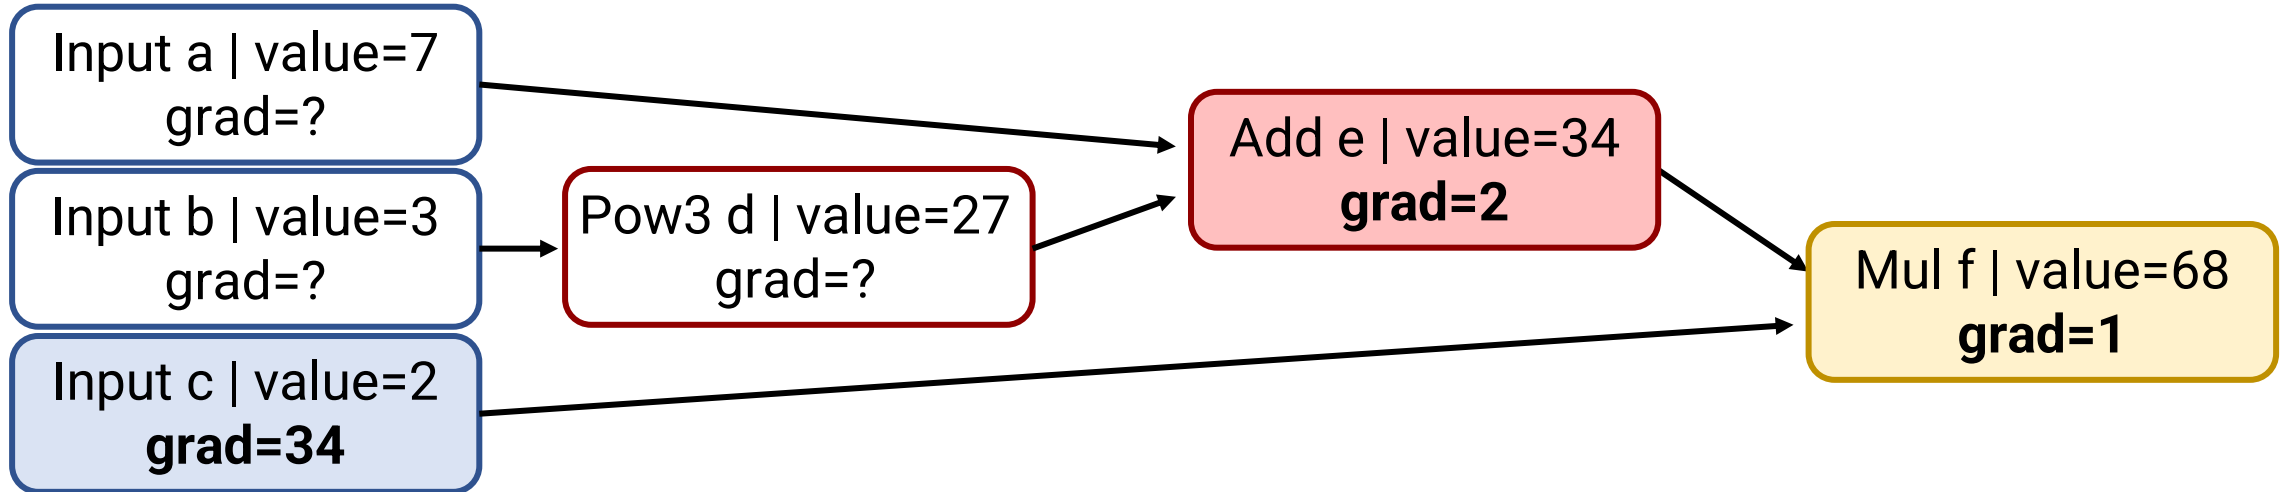 Input a | value=7
grad=?
Input b | value=3
grad=?
Input c | value=2
grad=34
Pow3 d | value=27
grad=?
Add e | value=34
grad=2
Mul f | value=68
grad=1